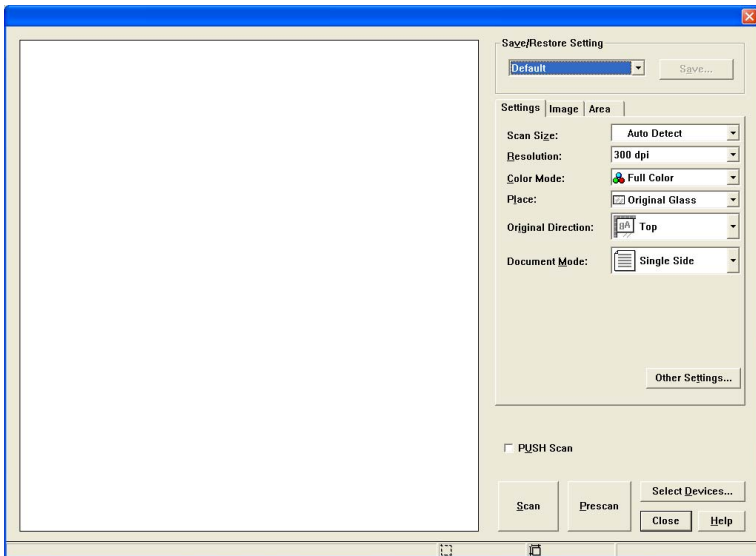 Save/Restore Setting
Default
Save...
Settings Image Area
Scan Size: Auto Detect
Resolution: 300 dpi
Color Mode: Full Color
Place: Original Glass
Original Direction: Top
Document Mode: Single Side
Other Settings...
PUSH Scan
Scan
Prescan
Select Devices...
Close
Help